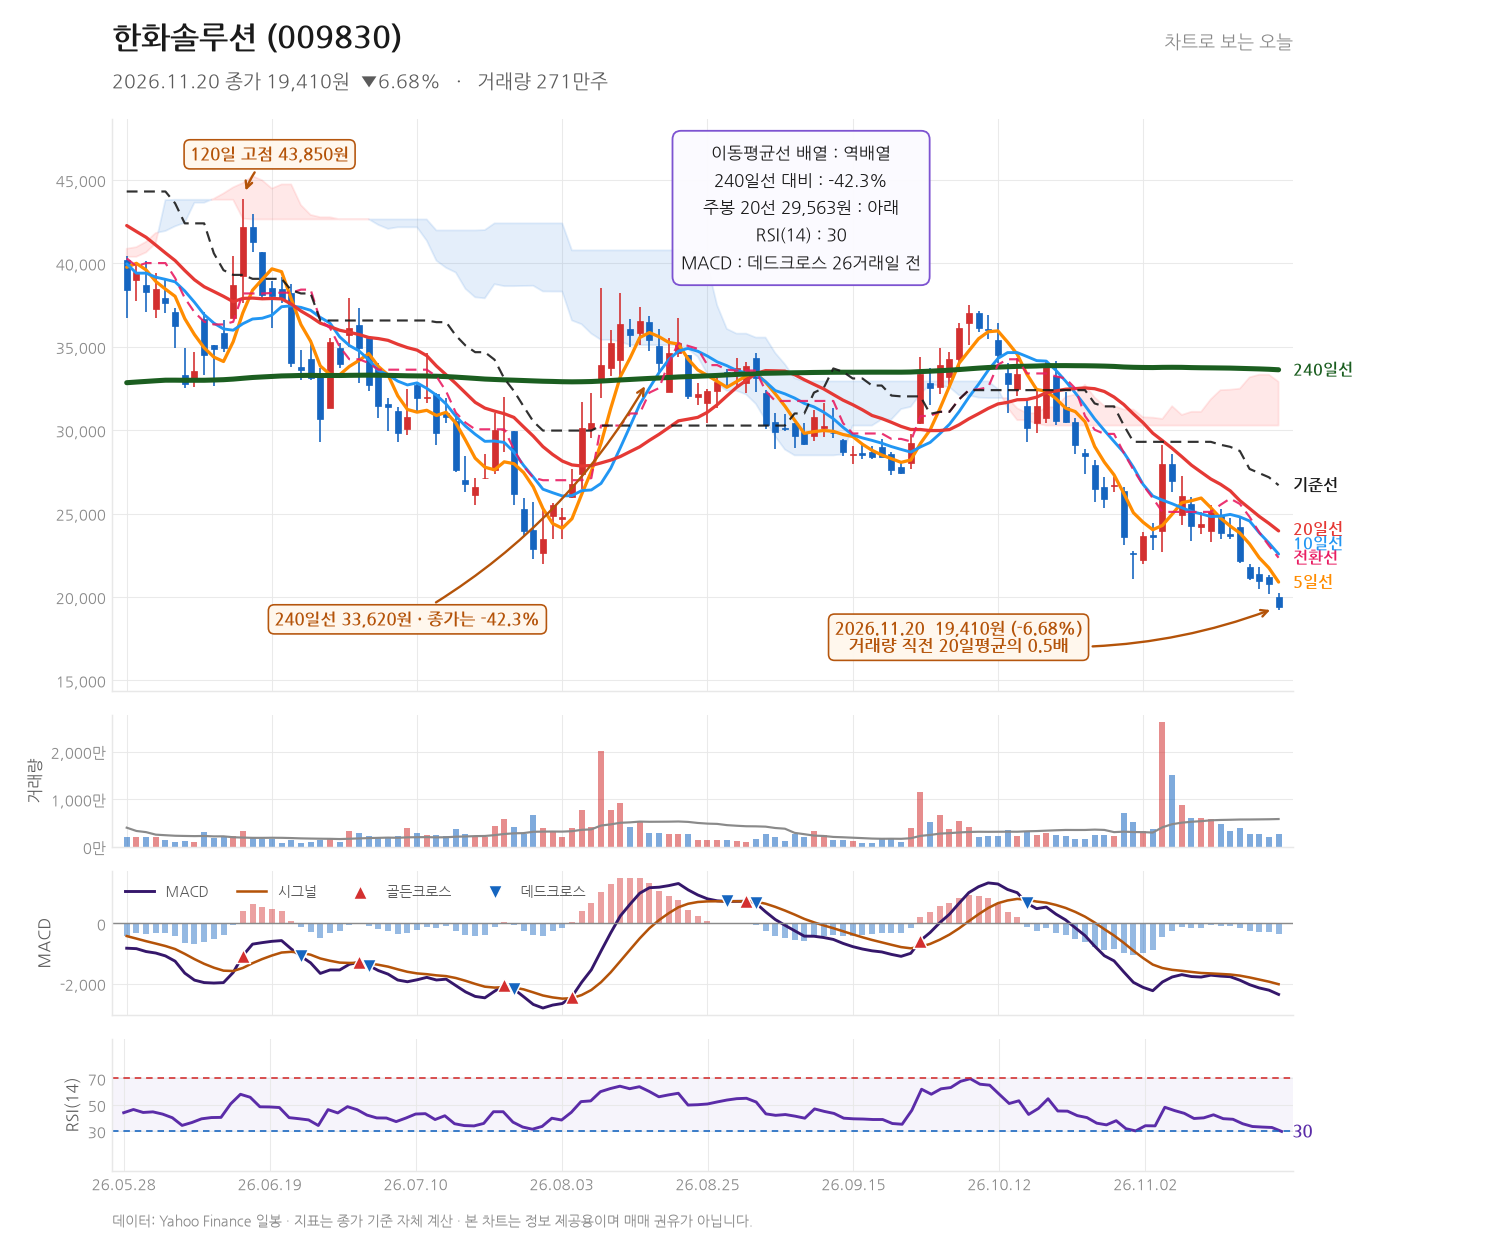 한화솔루션 (009830)
차트로 보는 오늘
2026.11.20 종가 19,410원 ▼6.68% · 거래량 271만주
120일 고점 43,850원
이동평균선 배열 : 역배열
240일선 대비 : -42.3%
주봉 20선 29,563원 : 아래
RSI(14) : 30
MACD : 데드크로스 26거래일 전
45,000
40,000
35,000
30,000
25,000
20,000
15,000
240일선
기준선
20일선
10일선
전환선
5일선
240일선 33,620원 · 종가는 -42.3%
2026.11.20 19,410원 (-6.68%)
거래량 직전 20일평균의 0.5배
거래량
2,000만
1,000만
0만
MACD
MACD
시그널
골든크로스
데드크로스
0
-2,000
RSI(14)
70
50
30
30
26.05.28
26.06.19
26.07.10
26.08.03
26.08.25
26.09.15
26.10.12
26.11.02
데이터: Yahoo Finance 일봉 · 지표는 종가 기준 자체 계산 · 본 차트는 정보 제공용이며 매매 권유가 아닙니다.